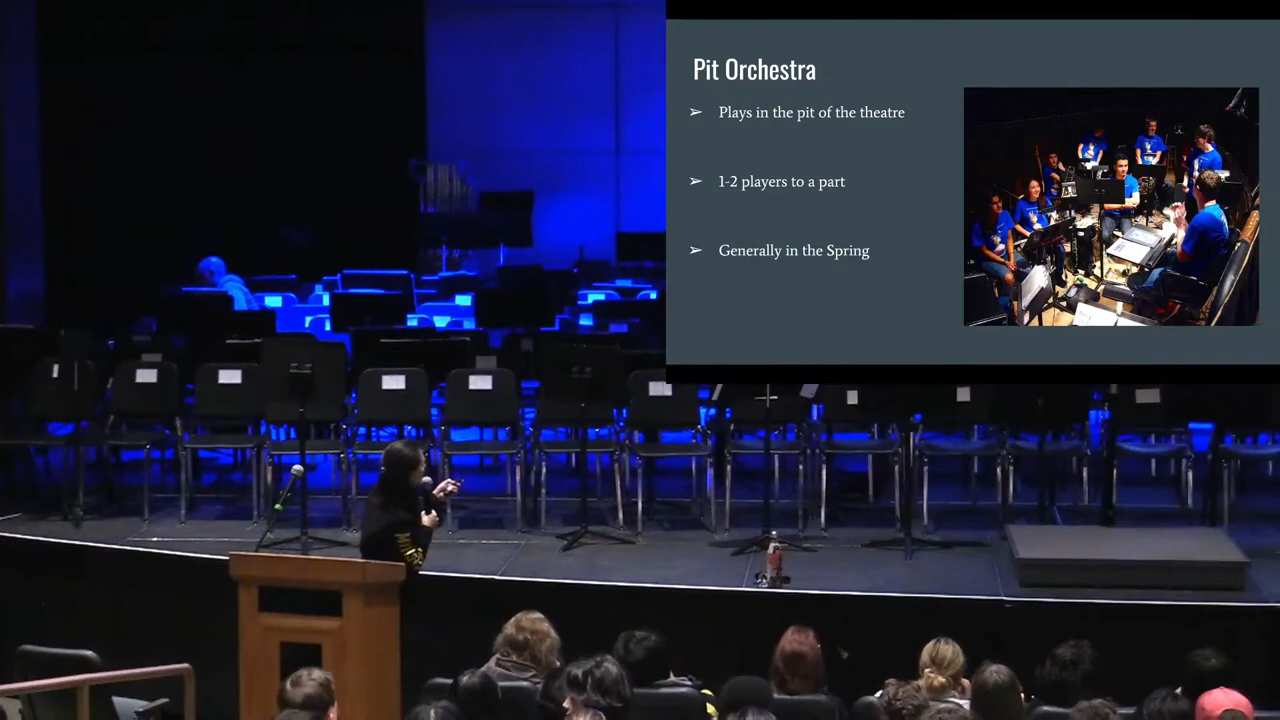 Pit Orchestra
➢ Plays in the pit of the theatre
➢ 1-2 players to a part
➢ Generally in the Spring